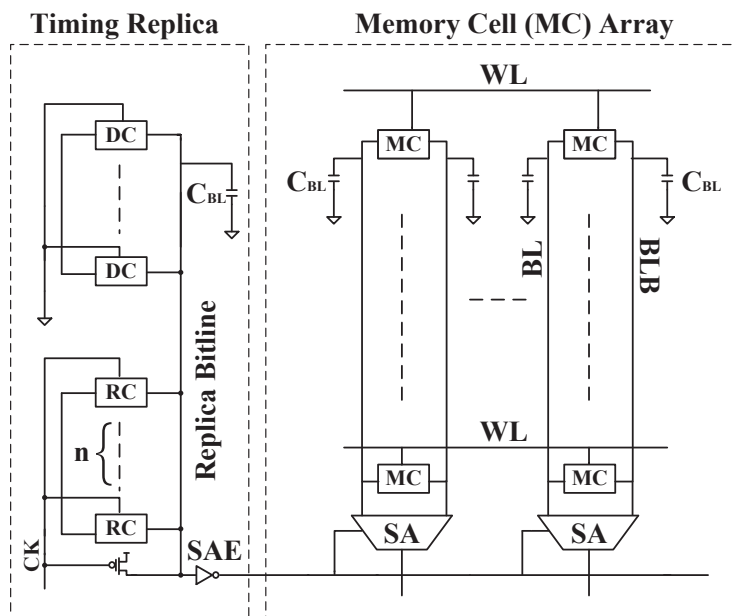 Timing Replica
Memory Cell (MC) Array
WL
DC
MC
MC
CBL
CBL
CBL
DC
BL
BLB
Replica Bitline
RC
n
WL
MC
MC
RC
CK
SAE
SA
SA